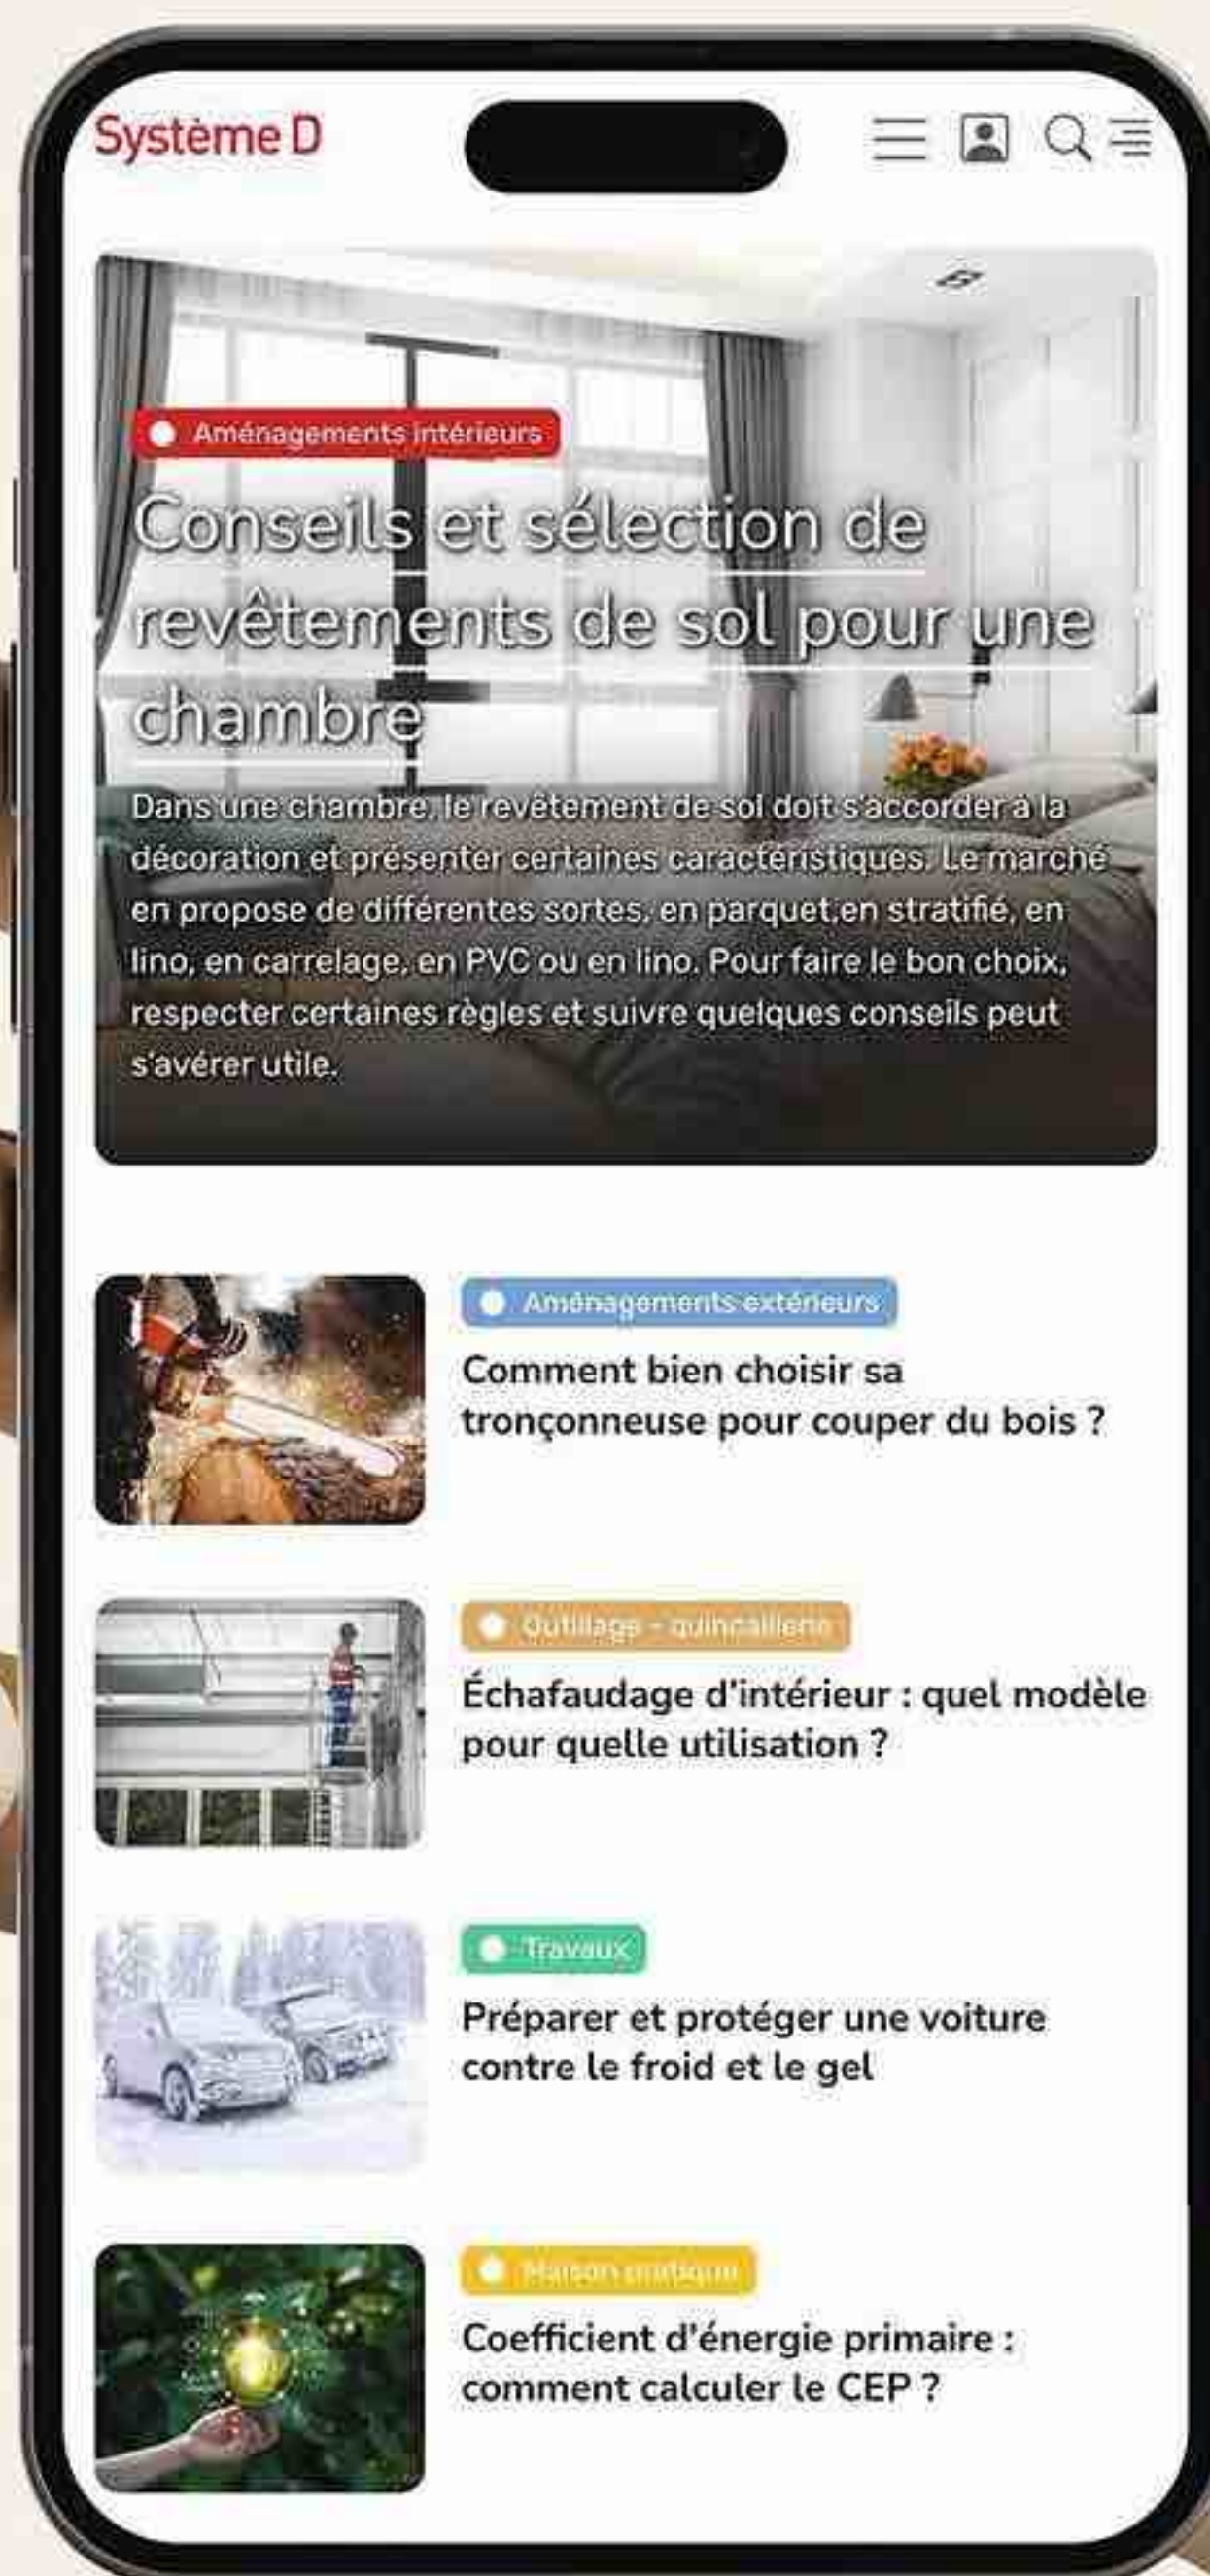 Système D
Aménagements intérieurs
Conseils et sélection de
revêtements de sol pour une
chambre
Dans une chambre, le revêtement de sol doit s'accorder à la
décoration et présenter certaines caractéristiques. Le marché
en propose de différentes sortes, en parquet,en stratifié, en
lino, en carrelage, en PVC ou en lino. Pour faire le bon choix,
respecter certaines règles et suivre quelques conseils peut
s'avérer utile.
Aménagements extérieurs
Comment bien choisir sa
tronçonneuse pour couper du bois ?
Outillage - quincaillerie
Échafaudage d'intérieur : quel modèle
pour quelle utilisation ?
Travaux
Préparer et protéger une voiture
contre le froid et le gel
Maison pratique
Coefficient d'énergie primaire :
comment calculer le CEP ?